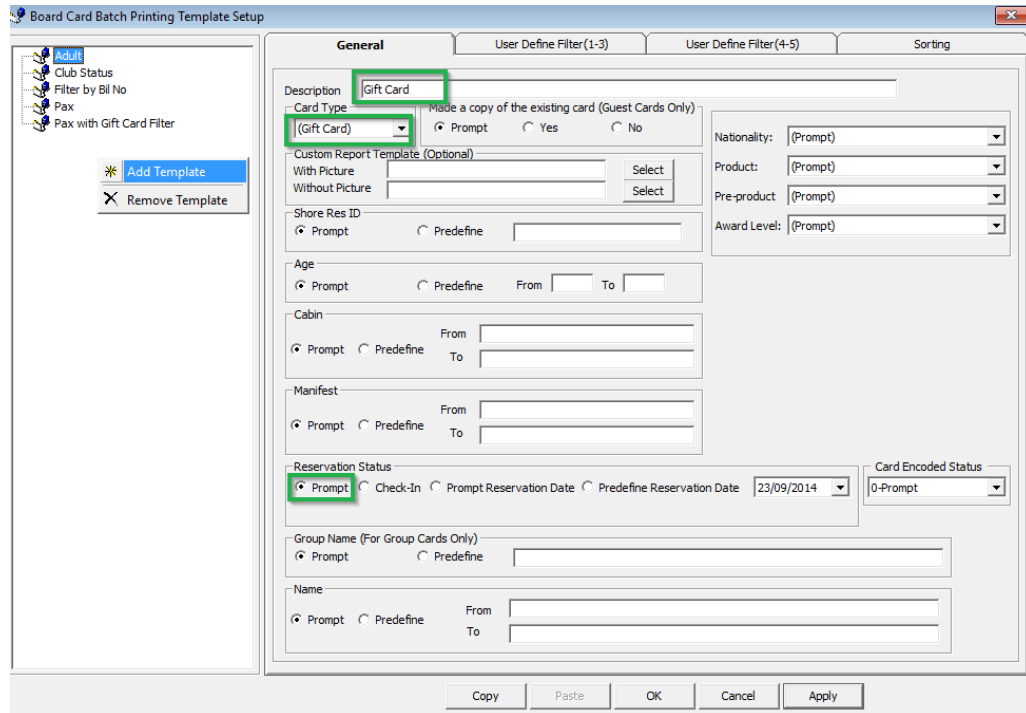 Board Card Batch Printing Template Setup
Adult
Club Status
Filter by Bil No
Pax
Pax with Gift Card Filter
Add Template
Remove Template
General User Define Filter(1-3) User Define Filter(4-5) Sorting
Description Gift Card
Card Type Made a copy of the existing card (Guest Cards Only)
(Gift Card) Prompt Yes No
Custom Report Template (Optional)
With Picture Select
Without Picture Select
Nationality: (Prompt)
Product: (Prompt)
Pre-product (Prompt)
Award Level: (Prompt)
Shore Res ID
Prompt Predefine
Age
Prompt Predefine From To
Cabin
From
Prompt Predefine
To
Manifest
From
Prompt Predefine
To
Reservation Status
Prompt Check-In Prompt Reservation Date Predefine Reservation Date 23/09/2014
Card Encoded Status
0-Prompt
Group Name (For Group Cards Only)
Prompt Predefine
Name
From
Prompt Predefine
To
Copy Paste OK Cancel Apply